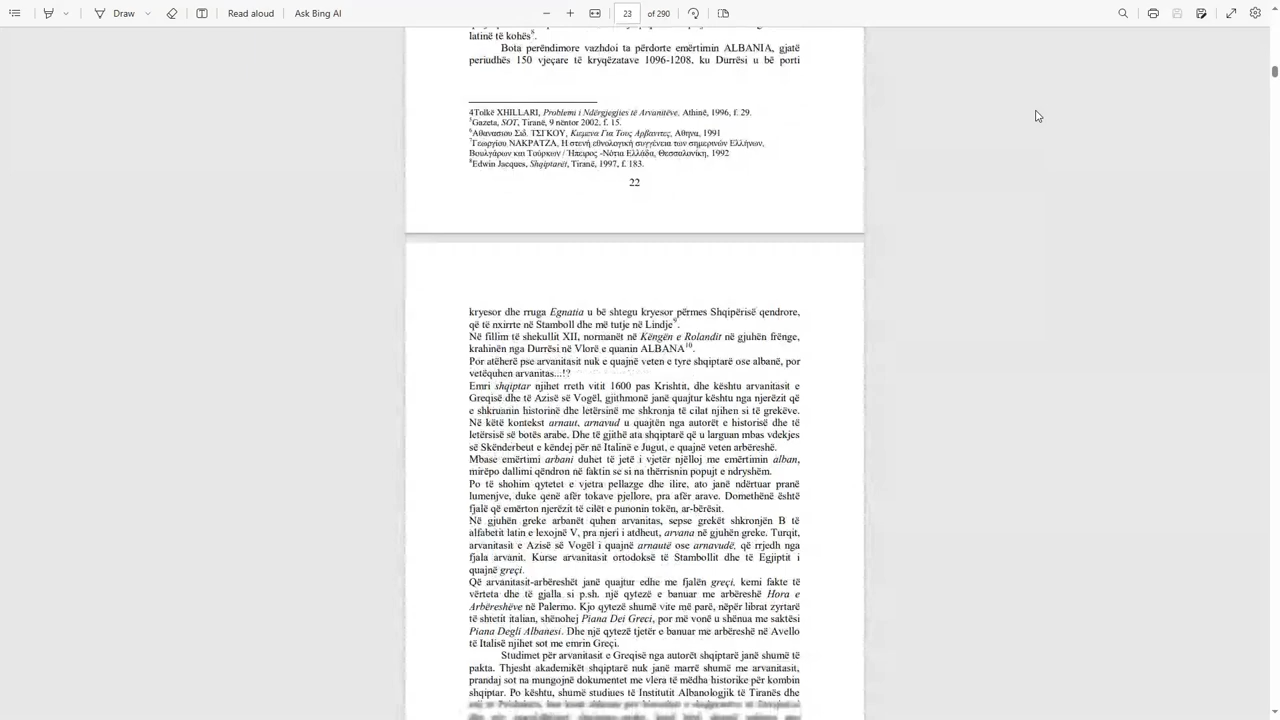 Draw
23
of 290
Read aloud
Ask Bing AI
latinë të kohës⁸.
Bota perëndimore vazhdoi ta përdorte emërtimin ALBANIA, gjatë
periudhës 150 vjeçare të kryqëzatave 1096-1208, ku Durrësi u bë porti
4Tolkë XHILLARI, Problemi i Ndërgjegjies të Arvanitëve, Athinë, 1996, f. 29.
⁵Gazeta, SOT, Tiranë, 9 nëntor 2002, f. 15.
⁶Αθανασιου Σιδ. ΤΣΙΓΚΟΥ, Κιεμενα Για Τους Αρβανιτες, Αθηνα, 1991
⁷Γεωργίου ΝΑΚΡΑΤΖΑ, Η στενή εθνολογική συγγένεια των σημερινών Ελλήνων,
Βουλγάρων και Τούρκων / Ήπειρος -Νότια Ελλάδα, Θεσσαλονίκη, 1992
⁸Edwin Jacques, Shqiptarët, Tiranë, 1997, f. 183.
22
kryesor dhe rruga Egnatia u bë shtegu kryesor përmes Shqipërisë qendrore,
që të nxirrte në Stamboll dhe më tutje në Lindje⁹.
Në fillim të shekullit XII, normanët në Këngën e Rolandit në gjuhën frënge,
krahinën nga Durrësi në Vlorë e quanin ALBANA¹⁰.
Por atëherë pse arvanitasit nuk e quajnë veten e tyre shqiptarë ose albanë, por
vetëquhen arvanitas...!?
Emri shqiptar njihet rreth vitit 1600 pas Krishtit, dhe kështu arvanitasit e
Greqisë dhe të Azisë së Vogël, gjithmonë janë quajtur kështu nga njerëzit që
e shkruanin historinë dhe letërsinë me shkronja të cilat njihen si të grekëve.
Në këtë kontekst arnaut, arnavud u quajtën nga autorët e historisë dhe të
letërsisë së botës arabe. Dhe të gjithë ata shqiptarë që u larguan mbas vdekjes
së Skënderbeut e këndej për në Italinë e Jugut, e quajnë veten arbëreshë.
Mbase emërtimi arbani duhet të jetë i vjetër njëlloj me emërtimin alban,
mirëpo dallimi qëndron në faktin se si na thërrisnin popujt e ndryshëm.
Po të shohim qytetet e vjetra pellazge dhe ilire, ato janë ndërtuar pranë
lumenjve, duke qenë afër tokave pjellore, pra afër arave. Domethënë është
fjalë që emërton njerëzit të cilët e punonin tokën, ar-bërësit.
Në gjuhën greke arbanët quhen arvanitas, sepse grekët shkronjën B të
alfabetit latin e lexojnë V, pra njeri i atdheut, arvana në gjuhën greke. Turqit,
arvanitasit e Azisë së Vogël i quajnë arnautë ose arnavudë, që rrjedh nga
fjala arvanit. Kurse arvanitasit ortodoksë të Stambollit dhe të Egjiptit i
quajnë greçi.
Që arvanitasit-arbëreshët janë quajtur edhe me fjalën greçi, kemi fakte të
vërteta dhe të gjalla si p.sh. një qytezë e banuar me arbëreshë Hora e
Arbëreshëve në Palermo. Kjo qytezë shumë vite më parë, nëpër librat zyrtarë
të shtetit italian, shënohej Piana Dei Greci, por më vonë u shënua me saktësi
Piana Degli Albanesi. Dhe një qytezë tjetër e banuar me arbëreshë në Avello
të Italisë njihet sot me emrin Greçi.
Studimet për arvanitasit e Greqisë nga autorët shqiptarë janë shumë të
pakta. Thjesht akademikët shqiptarë nuk janë marrë shumë me arvanitasit,
prandaj sot na mungojnë dokumentet me vlera të mëdha historike për kombin
shqiptar. Po kështu, shumë studiues të Institutit Albanologjik të Tiranës dhe